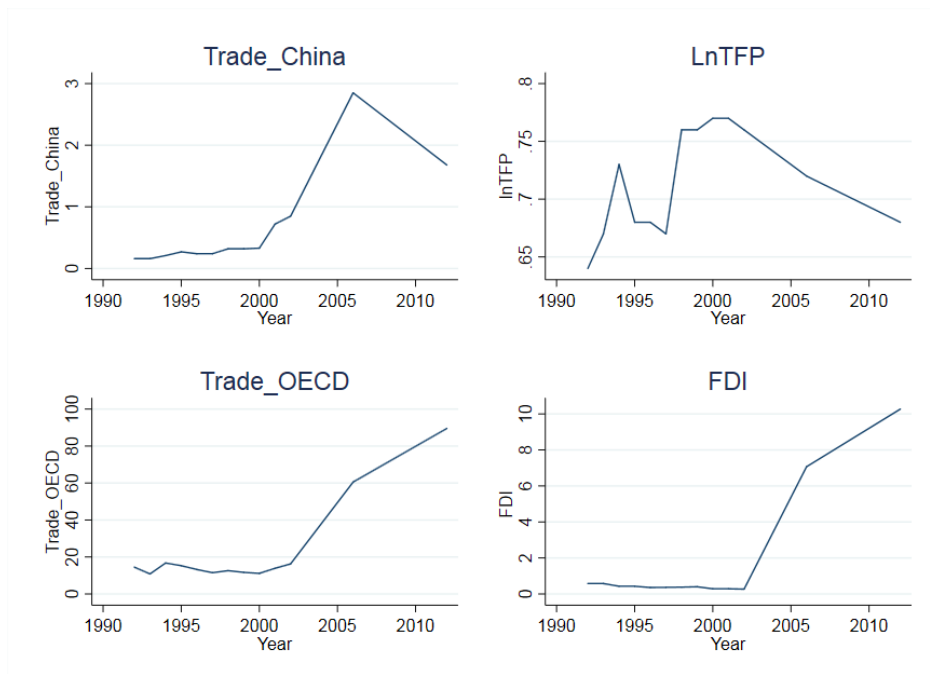 Trade_China
Trade_China
3
2
1
0
1990 1995 2000 2005 2010
Year
LnTFP
lnTFP
.8
.75
.7
.65
1990 1995 2000 2005 2010
Year
Trade_OECD
Trade_OECD
100
80
60
40
20
0
1990 1995 2000 2005 2010
Year
FDI
FDI
10
8
6
4
2
0
1990 1995 2000 2005 2010
Year